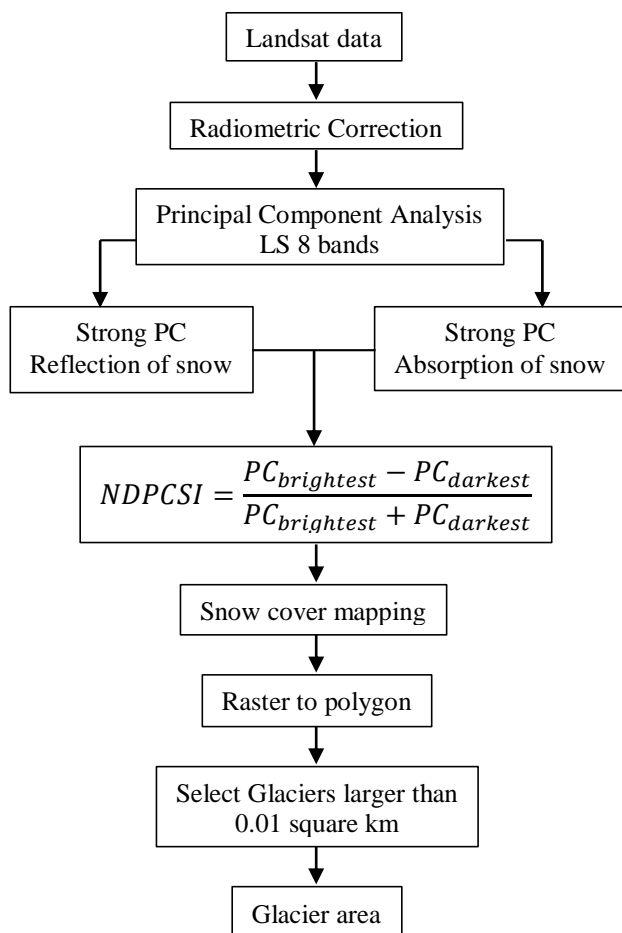 Landsat data
Radiometric Correction
Principal Component Analysis
LS 8 bands
Strong PC
Reflection of snow
Strong PC
Absorption of snow
NDPCSI = (PC_brightest − PC_darkest) / (PC_brightest + PC_darkest)
Snow cover mapping
Raster to polygon
Select Glaciers larger than
0.01 square km
Glacier area